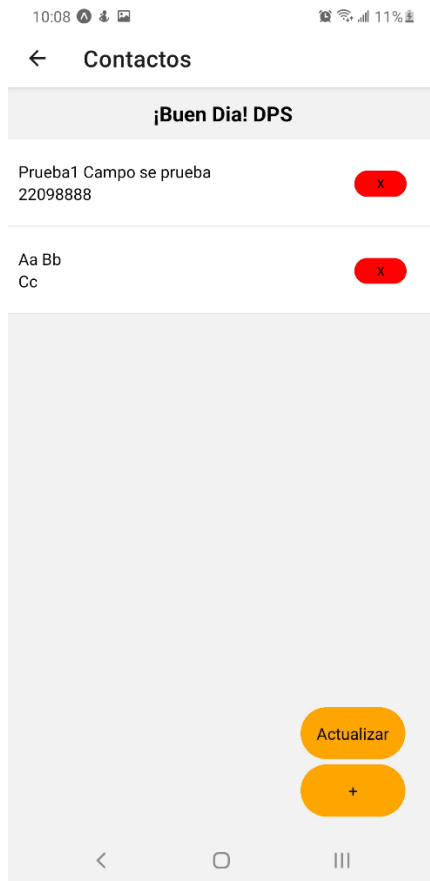 10:08 11%
Contactos
¡Buen Dia! DPS
Prueba1 Campo se prueba
22098888
x
Aa Bb
Cc
x
Actualizar
+